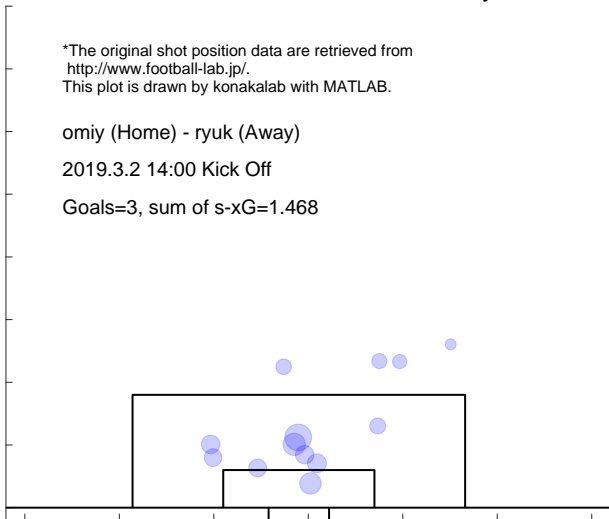 *The original shot position data are retrieved from
http://www.football-lab.jp/.
This plot is drawn by konakalab with MATLAB.
omiy (Home) - ryuk (Away)
2019.3.2 14:00 Kick Off
Goals=3, sum of s-xG=1.468